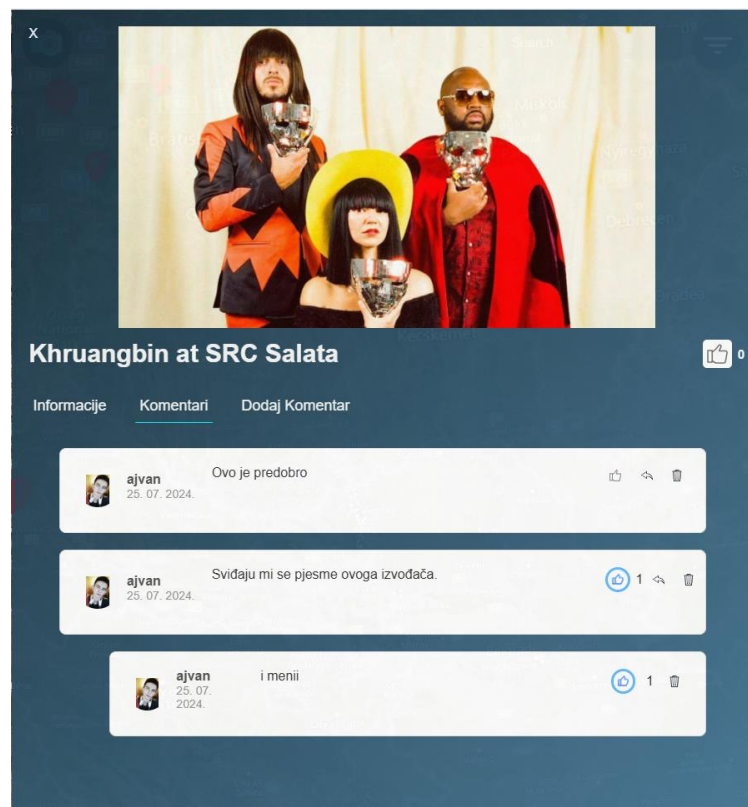 x
Khruangbin at SRC Salata
0
Informacije Komentari Dodaj Komentar
ajvan
25. 07. 2024.
Ovo je predobro
ajvan
25. 07. 2024.
Sviđaju mi se pjesme ovoga izvođača.
1
ajvan
25. 07.
2024.
i menii
1